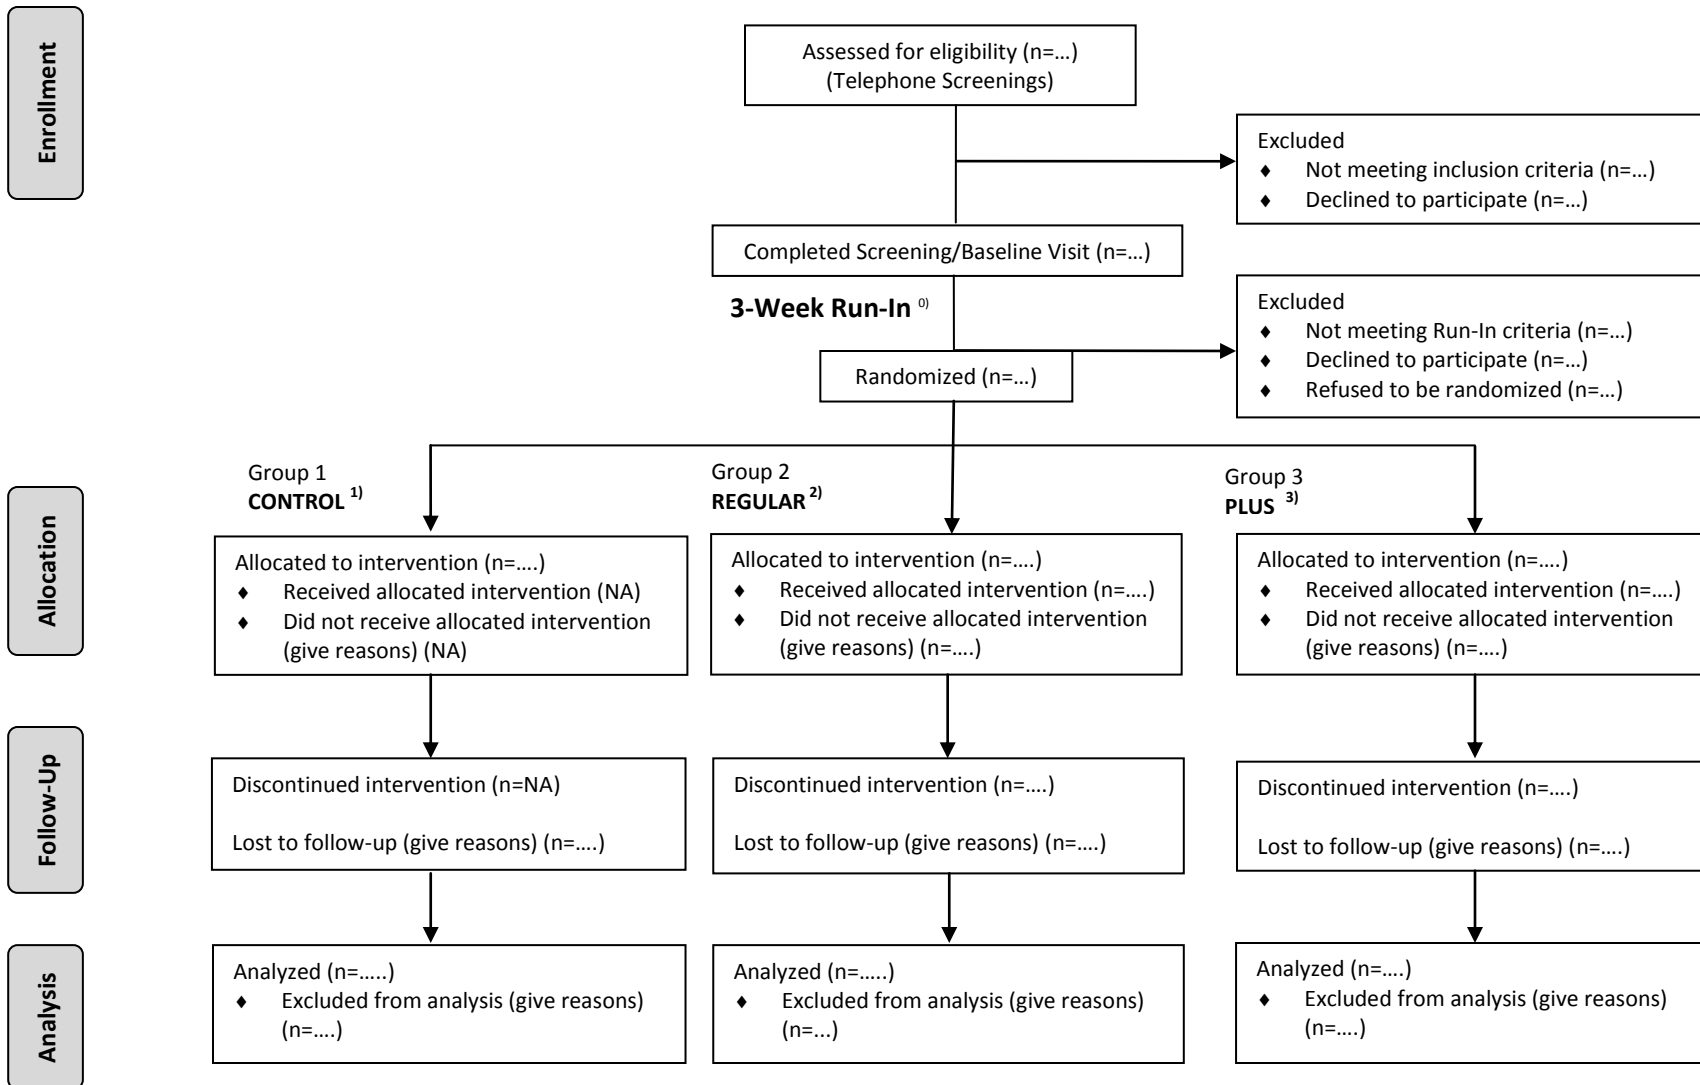 Enrollment
Assessed for eligibility (n=…)
(Telephone Screenings)
Excluded
♦ Not meeting inclusion criteria (n=…)
♦ Declined to participate (n=…)
Completed Screening/Baseline Visit (n=…)
3-Week Run-In 0)
Excluded
♦ Not meeting Run-In criteria (n=…)
♦ Declined to participate (n=…)
♦ Refused to be randomized (n=…)
Randomized (n=…)
Allocation
Group 1
CONTROL 1)
Group 2
REGULAR 2)
Group 3
PLUS 3)
Allocated to intervention (n=….)
♦ Received allocated intervention (NA)
♦ Did not receive allocated intervention
(give reasons) (NA)
Allocated to intervention (n=….)
♦ Received allocated intervention (n=….)
♦ Did not receive allocated intervention
(give reasons) (n=….)
Allocated to intervention (n=….)
♦ Received allocated intervention (n=….)
♦ Did not receive allocated intervention
(give reasons) (n=….)
Follow-Up
Discontinued intervention (n=NA)
Lost to follow-up (give reasons) (n=….)
Discontinued intervention (n=….)
Lost to follow-up (give reasons) (n=….)
Discontinued intervention (n=….)
Lost to follow-up (give reasons) (n=….)
Analysis
Analyzed (n=…..)
♦ Excluded from analysis (give reasons)
(n=….)
Analyzed (n=…..)
♦ Excluded from analysis (give reasons)
(n=...)
Analyzed (n=….)
♦ Excluded from analysis (give reasons)
(n=….)